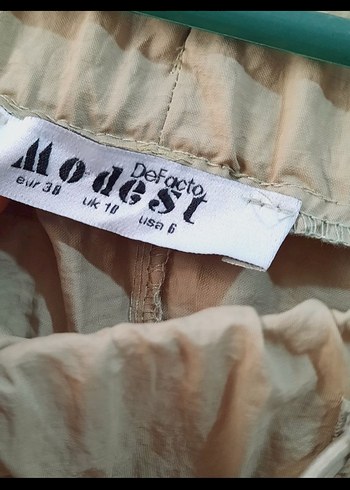 DeFacto
Modest
eur 38 uk 10 usa 6